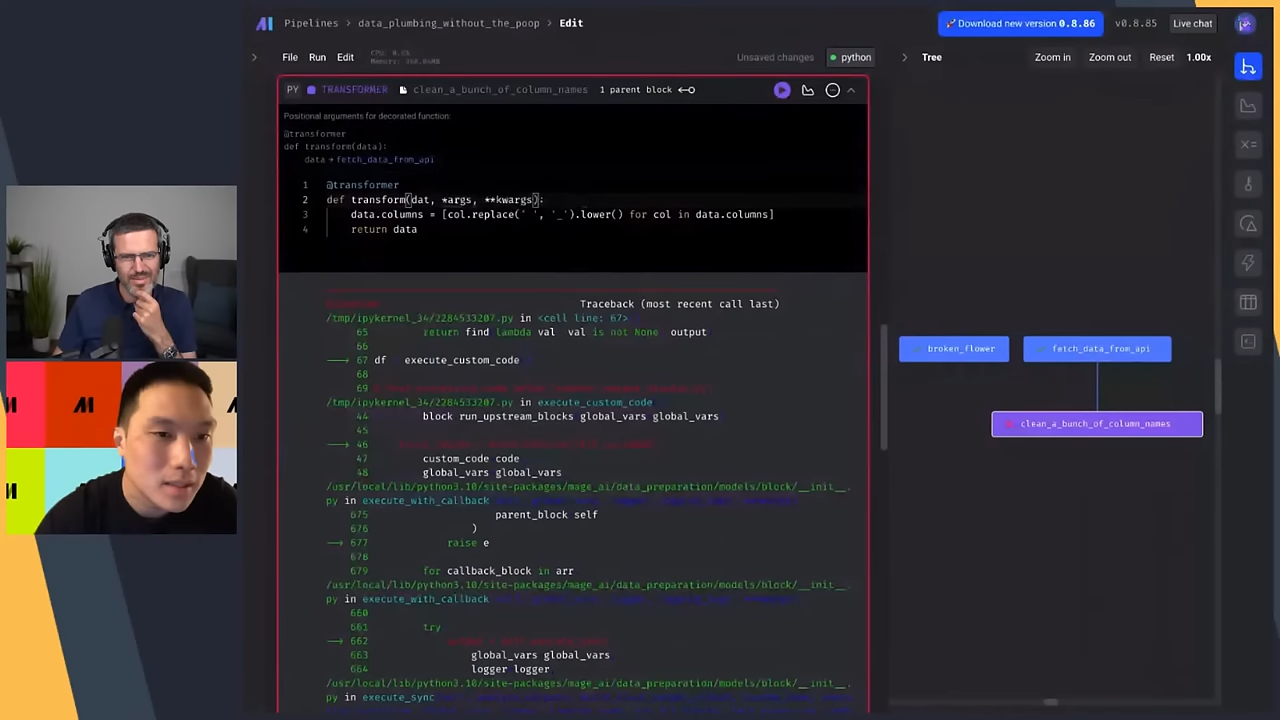 Pipelines > data_plumbing_without_the_poop > Edit
Download new version 0.8.86
v0.8.85
Live chat
File Run Edit
CPU: 0.0%
Unsaved changes
python
Tree
Zoom in
Zoom out
Reset
1.00x
PY TRANSFORMER clean_a_bunch_of_column_names 1 parent block
Positional arguments for decorated function:
@transformer
def transform(data):
data → fetch_data_from_api
1 @transformer
2 def transform(dat, *args, **kwargs):
3 data.columns = [col.replace(' ', '_').lower() for col in data.columns]
4 return data
Traceback (most recent call last)
/tmp/ipykernel_34/2284533207.py in <cell line: 67>
65 return find lambda val val is not None output
66
67 df execute_custom_code
68
69
/tmp/ipykernel_34/2284533207.py in execute_custom_code
44 block run_upstream_blocks global_vars global_vars
45
46
47 custom_code code
48 global_vars global_vars
/usr/local/lib/python3.10/site-packages/mage_ai/data_preparation/models/block/__init__.
py in execute_with_callback
675 parent_block self
676 )
677 raise e
678
679 for callback_block in arr
/usr/local/lib/python3.10/site-packages/mage_ai/data_preparation/models/block/__init__.
py in execute_with_callback
660
661 try
662
663 global_vars global_vars
664 logger logger
/usr/local/lib/python3.10/site-packages/mage_ai/data_preparation/models/block/__init__.
py in execute_sync
broken_flower
fetch_data_from_api
clean_a_bunch_of_column_names